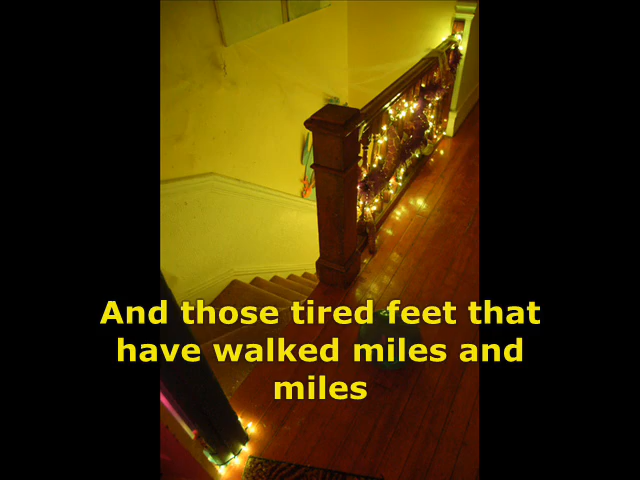 And those tired feet that
have walked miles and
miles